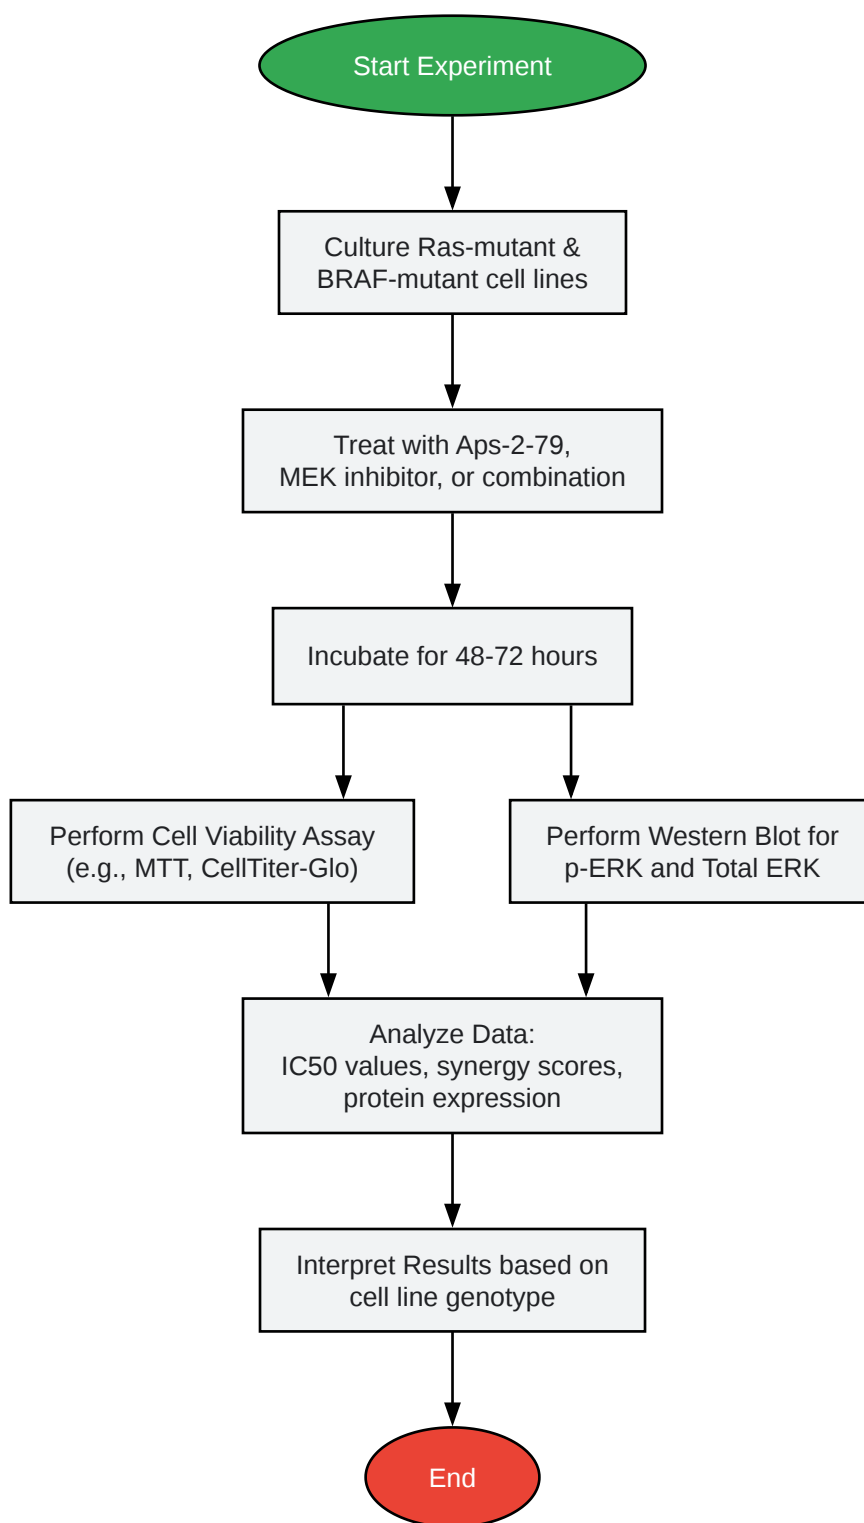 Start Experiment
Culture Ras-mutant &
BRAF-mutant cell lines
Treat with Aps-2-79,
MEK inhibitor, or combination
Incubate for 48-72 hours
Perform Cell Viability Assay
(e.g., MTT, CellTiter-Glo)
Perform Western Blot for
p-ERK and Total ERK
Analyze Data:
IC50 values, synergy scores,
protein expression
Interpret Results based on
cell line genotype
End